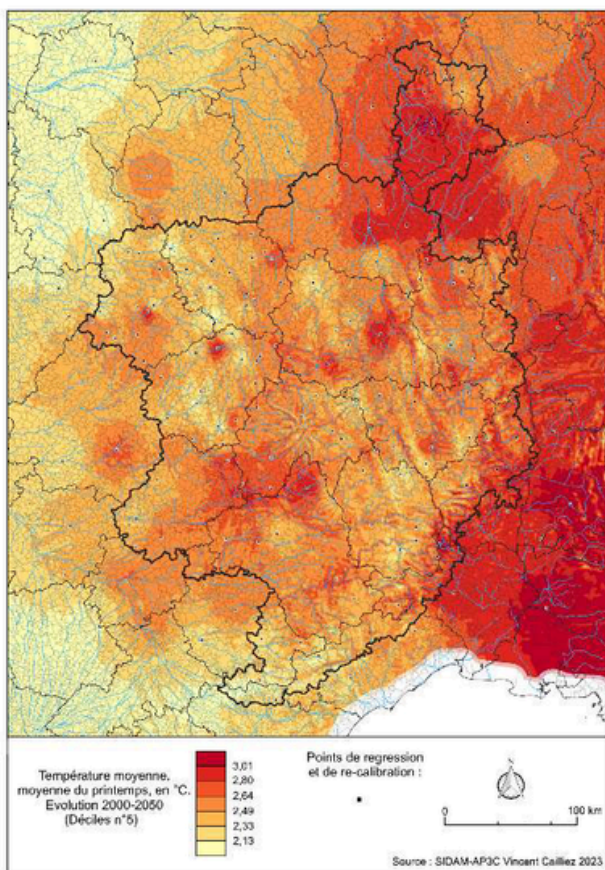 Température moyenne,
moyenne du printemps, en °C.
Evolution 2000-2050
(Déciles n°5)
3,01
2,80
2,64
2,49
2,33
2,13
Points de regression
et de re-calibration :
N
0 100 km
Source : SIDAM-AP3C Vincent Cailliez 2023